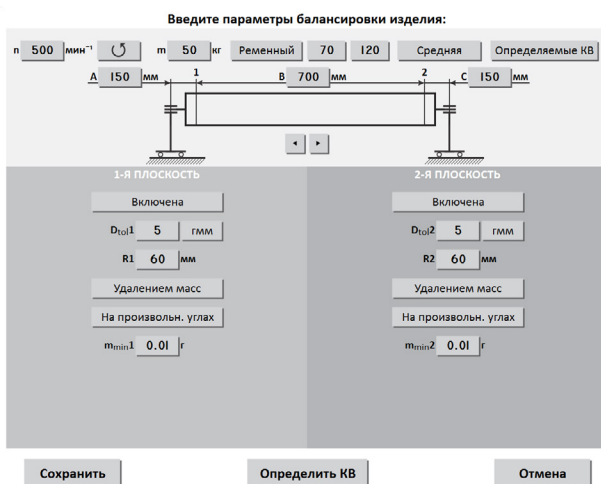 Введите параметры балансировки изделия:
n 500 мин⁻¹ m 50 кг Ременный 70 120 Средняя Определяемые КВ
A 150 мм 1 B 700 мм 2 C 150 мм
1-Я ПЛОСКОСТЬ 2-Я ПЛОСКОСТЬ
Включена Включена
Dtol1 5 гмм Dtol2 5 гмм
R1 60 мм R2 60 мм
Удалением масс Удалением масс
На произвольн. углах На произвольн. углах
mmin1 0.01 г mmin2 0.01 г
Сохранить Определить КВ Отмена